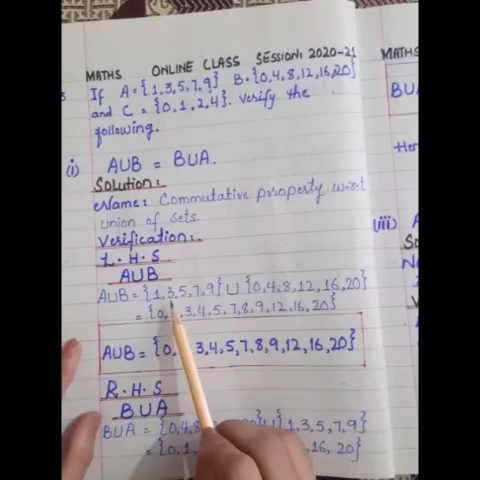 MATHS ONLINE CLASS SESSION: 2020-21
If A = {1,3,5,7,9} B = {0,4,8,12,16,20}
and C = {0,1,2,4}. Verify the
following.
(i) AUB = BUA.
Solution:
Name: Commutative property w.r.t
union of sets.
Verification:
L.H.S
AUB
AUB = {1,3,5,7,9} U {0,4,8,12,16,20}
= {0, 3,4,5,7,8,9,12,16,20}
AUB = {0, 3,4,5,7,8,9,12,16,20}
R.H.S
BUA
BUA = {0,4,8 20} U {1,3,5,7,9}
= {0,1 16, 20}
MATHS
BUA
Her
(iii)